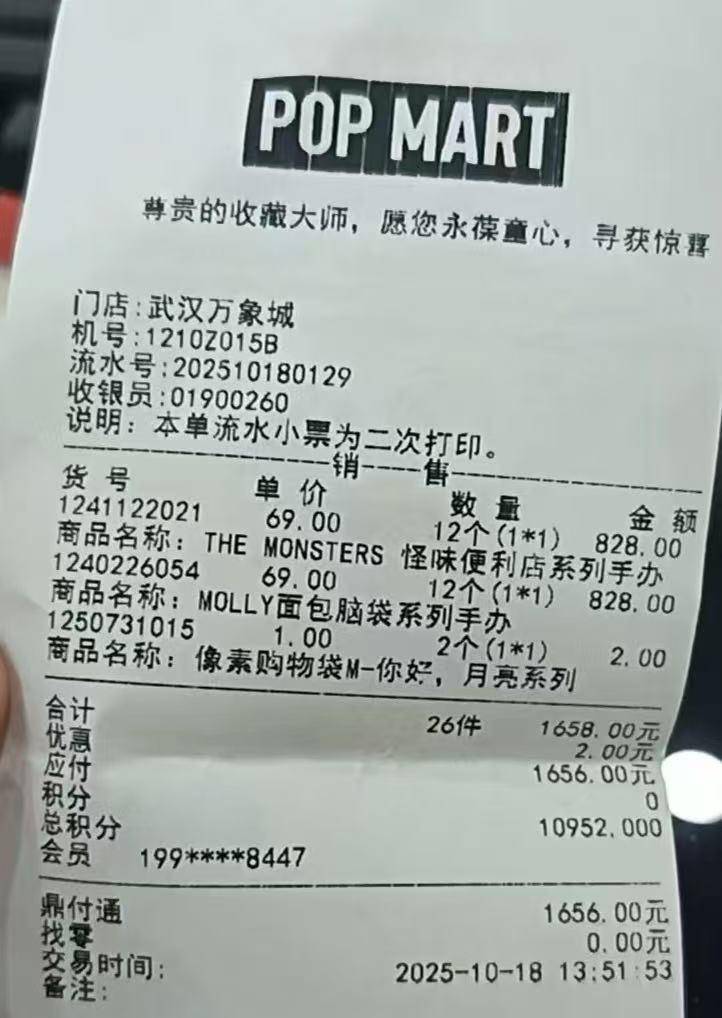 POP MART
尊贵的收藏大师，愿您永葆童心，寻获惊喜
门店:武汉万象城
机号:1210Z015B
流水号:202510180129
收银员:01900260
说明：本单流水小票为二次打印。
销----售
货号 单价 数量 金额
1241122021 69.00 12个(1*1) 828.00
商品名称：THE MONSTERS 怪味便利店系列手办
1240226054 69.00 12个(1*1) 828.00
商品名称：MOLLY面包脑袋系列手办
1250731015 1.00 2个(1*1) 2.00
商品名称：像素购物袋M-你好，月亮系列
合计 26件 1658.00元
优惠 2.00元
应付 1656.00元
积分 0
总积分 10952.000
会员 199****8447
鼎付通 1656.00元
找零 0.00元
交易时间: 2025-10-18 13:51:53
备注: